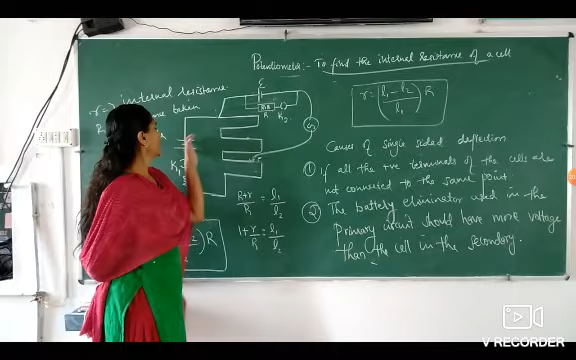 Potentiometer:- To find the internal resistance of a cell
r => internal resistance
taken
R
E
R K2
G
K1
r = (l1 - l2 / l1) R
R+r / R = l1 / l2
1 + r / R = l1 / l2
) R
Causes of single sided deflection
① If all the +ve terminals of the cells are
not connected to the same point
② The battery eliminator used in the
Primary circuit should have more voltage
than the cell in the secondary.
V RECORDER